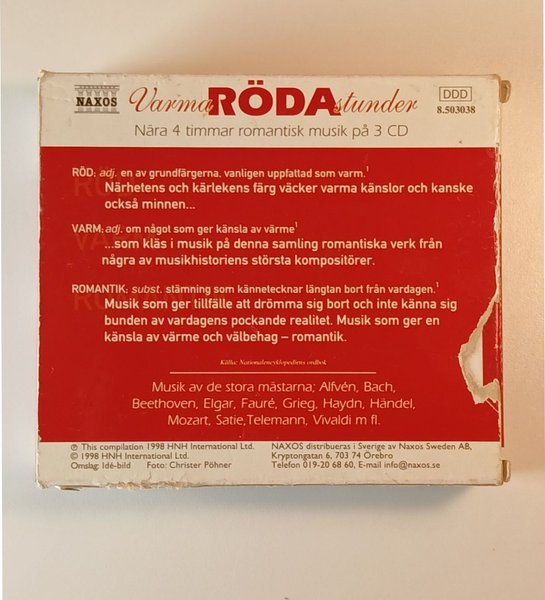 NAXOS
Varma RÖDA stunder
DDD
8.503038
Nära 4 timmar romantisk musik på 3 CD
RÖD: adj. en av grundfärgerna, vanligen uppfattad som varm.¹
Närhetens och kärlekens färg väcker varma känslor och kanske
också minnen...
VARM: adj. om något som ger känsla av värme¹
...som kläs i musik på denna samling romantiska verk från
några av musikhistoriens största kompositörer.
ROMANTIK: subst. stämning som kännetecknar längtan bort från vardagen.¹
Musik som ger tillfälle att drömma sig bort och inte känna sig
bunden av vardagens pockande realitet. Musik som ger en
känsla av värme och välbehag – romantik.
Källa: Nationalencyklopediens ordbok
Musik av de stora mästarna; Alfvén, Bach,
Beethoven, Elgar, Fauré, Grieg, Haydn, Händel,
Mozart, Satie,Telemann, Vivaldi m fl.
℗ This compilation 1998 HNH International Ltd.
© 1998 HNH International Ltd.
Omslag: Idé-bild Foto: Christer Pöhner
NAXOS distribueras i Sverige av Naxos Sweden AB,
Kryptongatan 6, 703 74 Örebro
Telefon 019-20 68 60, E-mail info@naxos.se